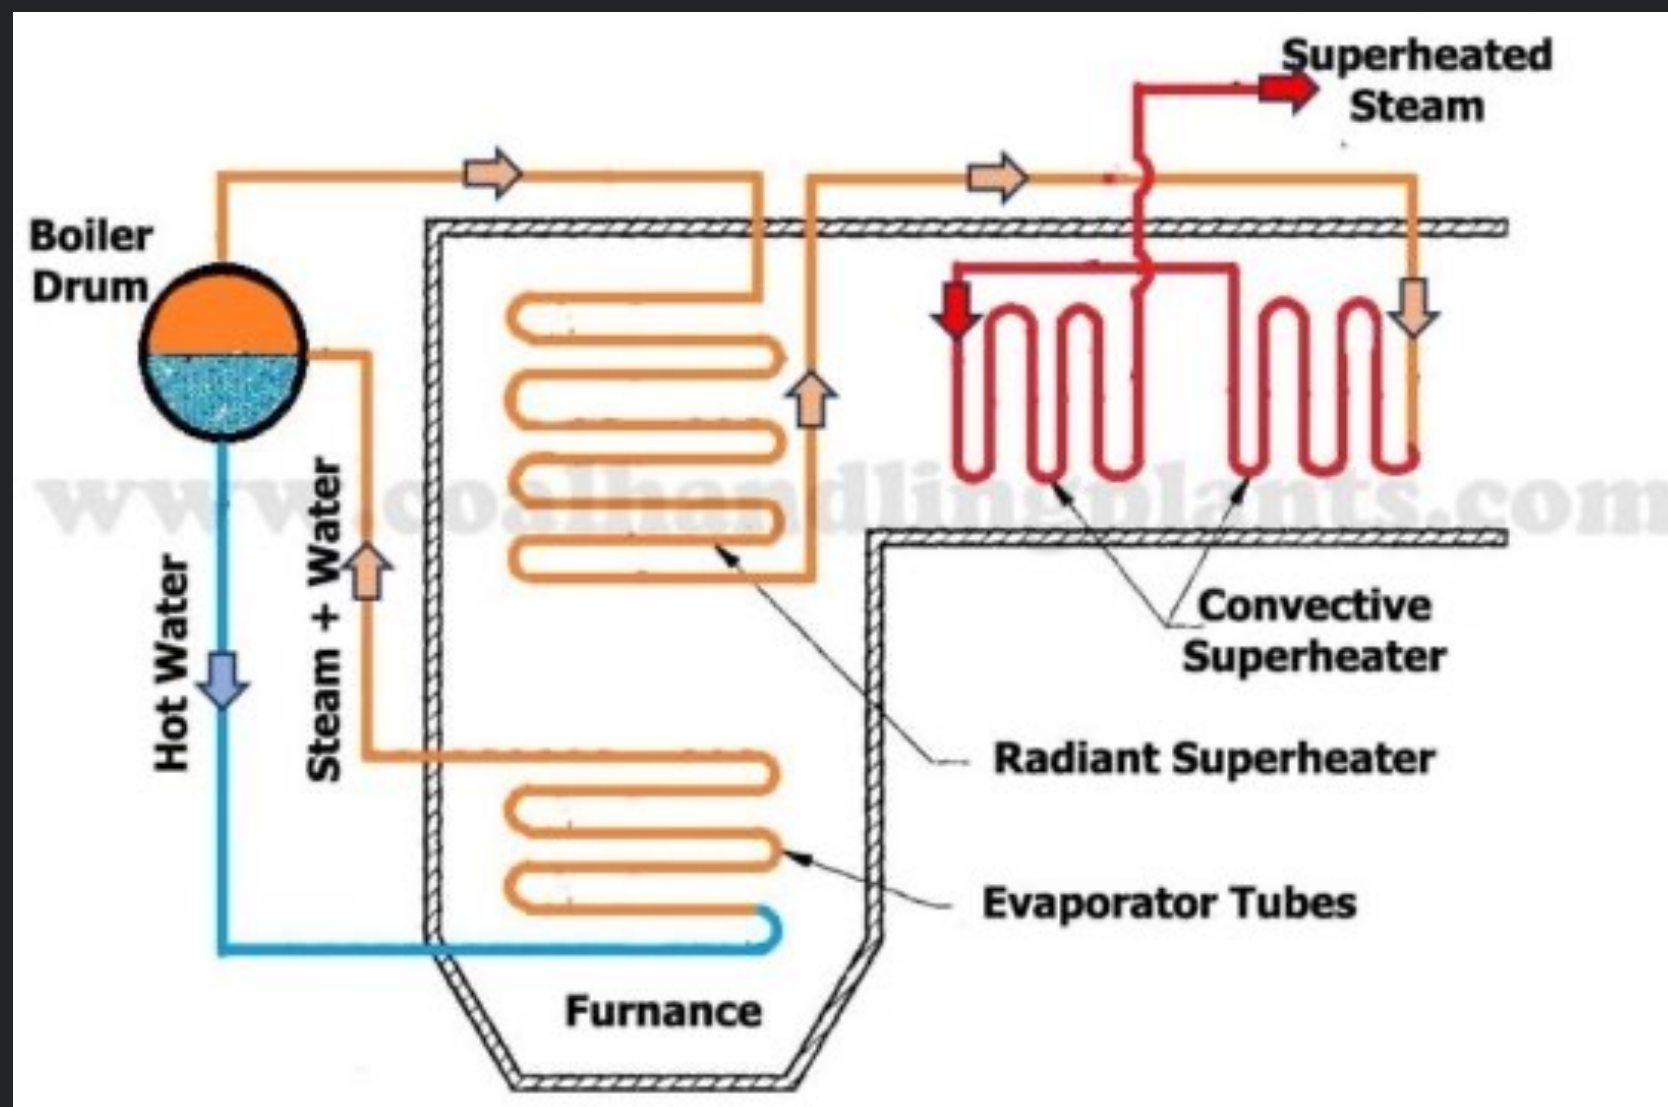 Superheated
Steam
Boiler
Drum
www.coalhandlingplants.com
Hot Water
Steam + Water
Convective
Superheater
Radiant Superheater
Evaporator Tubes
Furnance